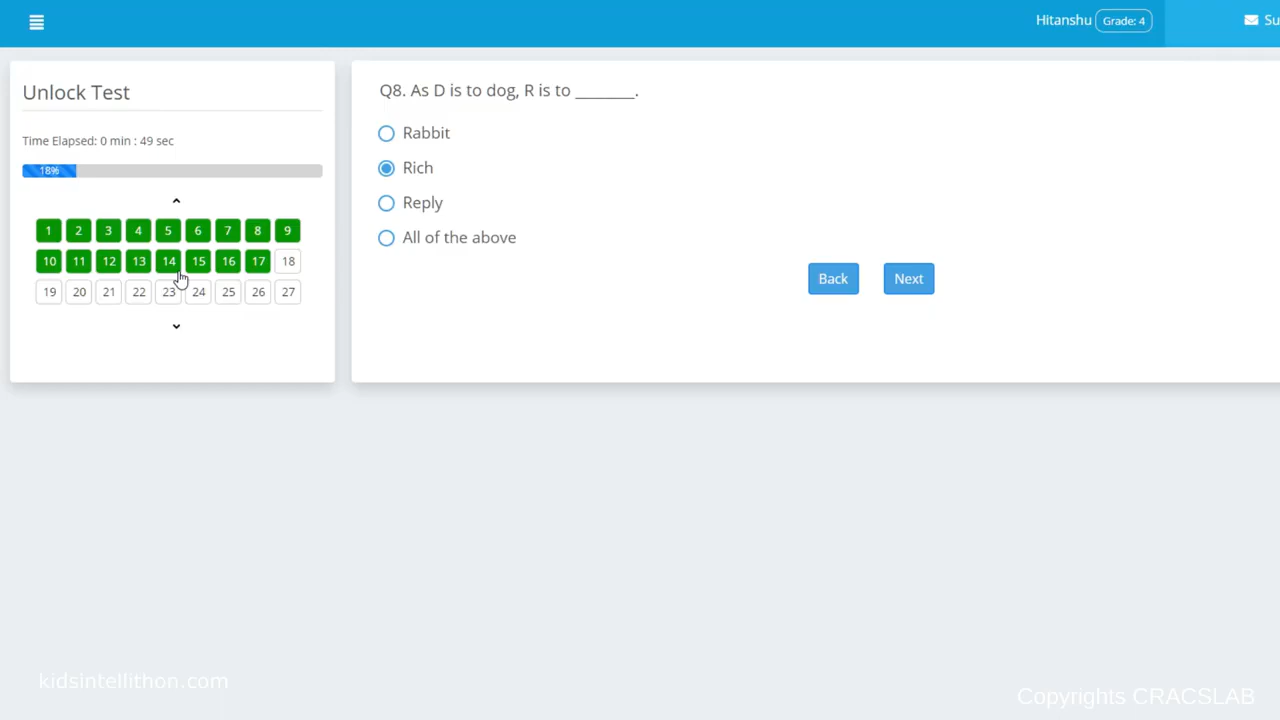 Hitanshu Grade: 4 Su
Unlock Test
Time Elapsed: 0 min : 49 sec
18%
1 2 3 4 5 6 7 8 9
10 11 12 13 14 15 16 17 18
19 20 21 22 23 24 25 26 27
Q8. As D is to dog, R is to ________.
Rabbit
Rich
Reply
All of the above
Back Next
kidsintellithon.com
Copyrights CRACSLAB